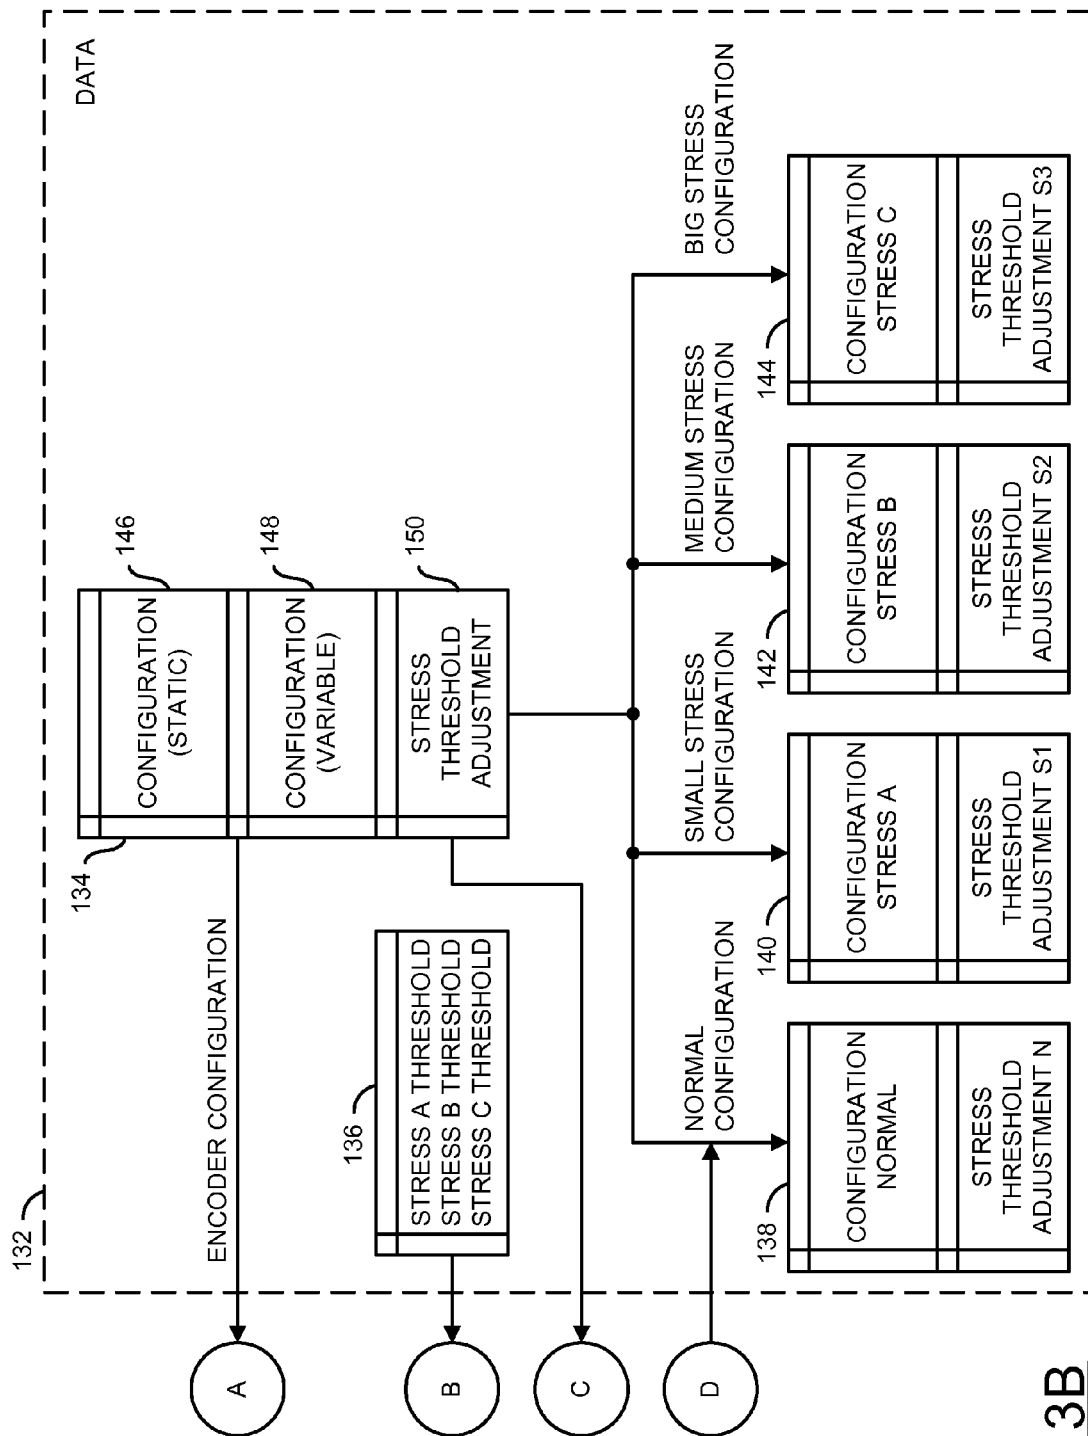 132
DATA
134
CONFIGURATION
(STATIC)
146
ENCODER CONFIGURATION
A
CONFIGURATION
(VARIABLE)
148
136
STRESS A THRESHOLD
STRESS B THRESHOLD
STRESS C THRESHOLD
B
STRESS
THRESHOLD
ADJUSTMENT
150
C
D
NORMAL
CONFIGURATION
SMALL STRESS
CONFIGURATION
MEDIUM STRESS
CONFIGURATION
BIG STRESS
CONFIGURATION
138
CONFIGURATION
NORMAL
STRESS
THRESHOLD
ADJUSTMENT N
140
CONFIGURATION
STRESS A
STRESS
THRESHOLD
ADJUSTMENT S1
142
CONFIGURATION
STRESS B
STRESS
THRESHOLD
ADJUSTMENT S2
144
CONFIGURATION
STRESS C
STRESS
THRESHOLD
ADJUSTMENT S3
3B